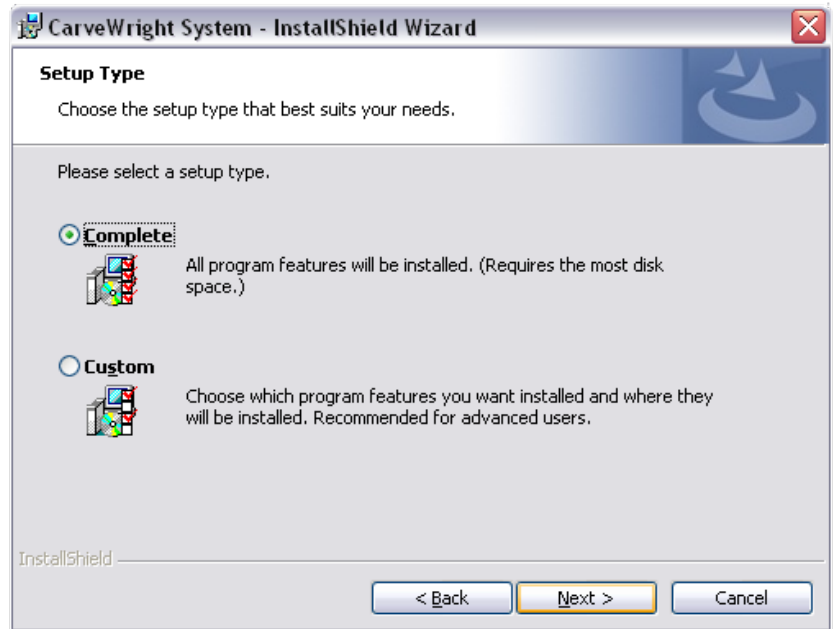 CarveWright System - InstallShield Wizard
Setup Type
Choose the setup type that best suits your needs.
Please select a setup type.
Complete
All program features will be installed. (Requires the most disk
space.)
Custom
Choose which program features you want installed and where they
will be installed. Recommended for advanced users.
InstallShield
< Back Next > Cancel